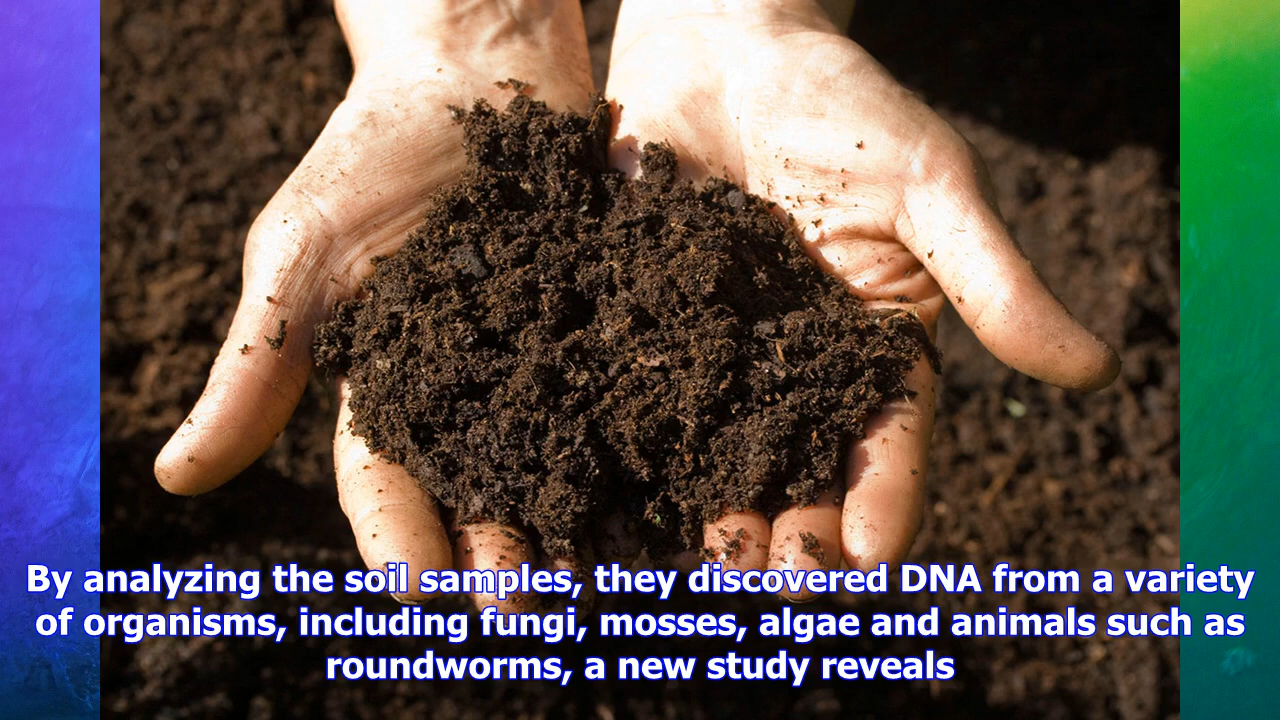 By analyzing the soil samples, they discovered DNA from a variety
of organisms, including fungi, mosses, algae and animals such as
roundworms, a new study reveals